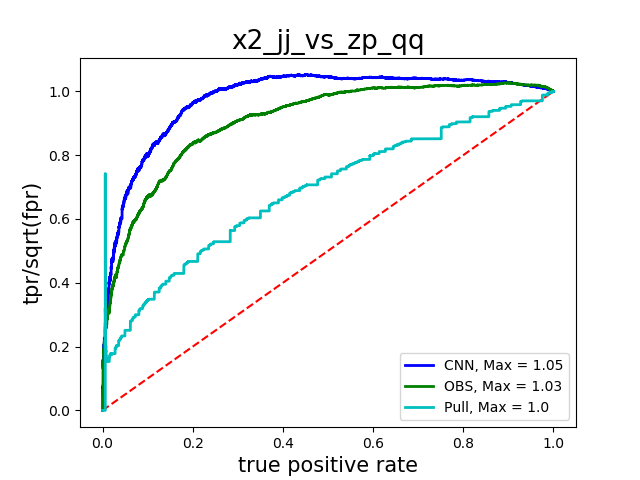 x2_jj_vs_zp_qq
tpr/sqrt(fpr)
1.0
0.8
0.6
0.4
0.2
0.0
CNN, Max = 1.05
OBS, Max = 1.03
Pull, Max = 1.0
0.0 0.2 0.4 0.6 0.8 1.0
true positive rate